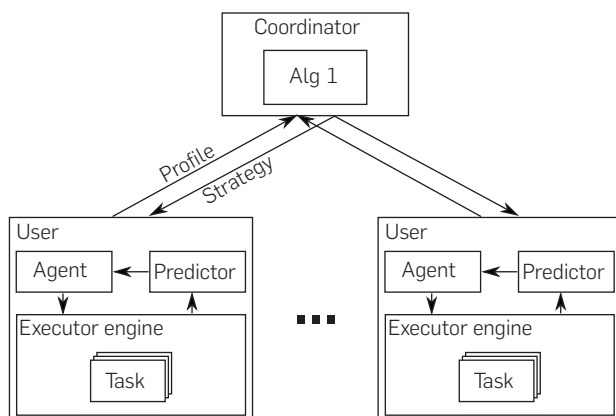 Coordinator
Alg 1
Profile
Strategy
User
Agent
Predictor
Executor engine
Task
User
Agent
Predictor
Executor engine
Task